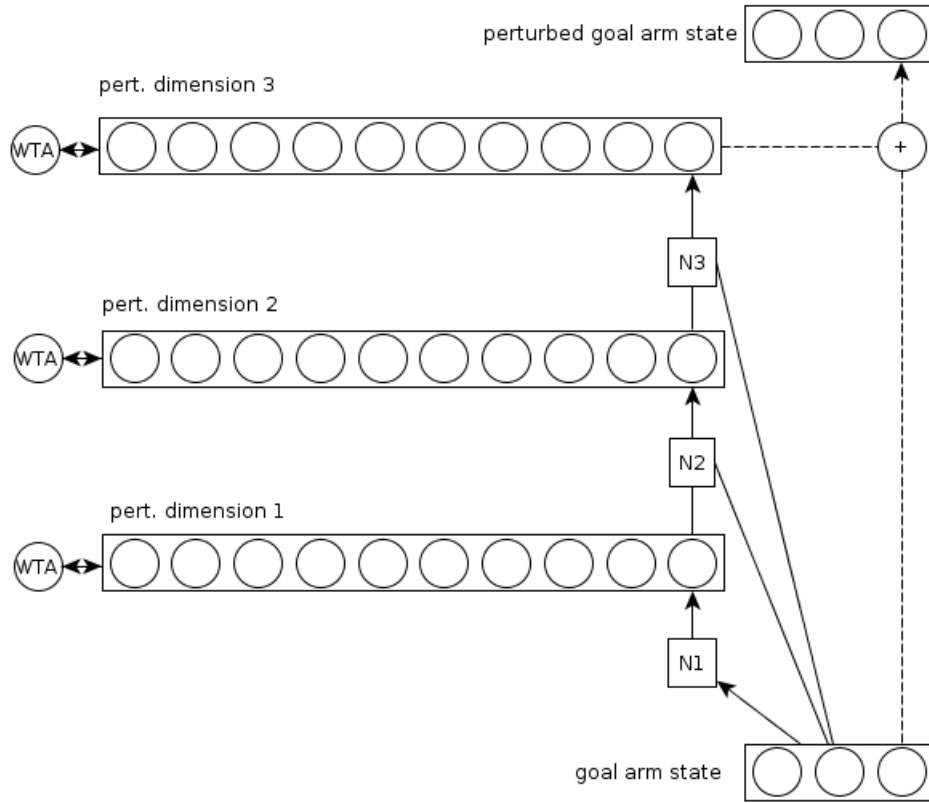 perturbed goal arm state
pert. dimension 3
WTA
+
N3
pert. dimension 2
WTA
N2
pert. dimension 1
WTA
N1
goal arm state